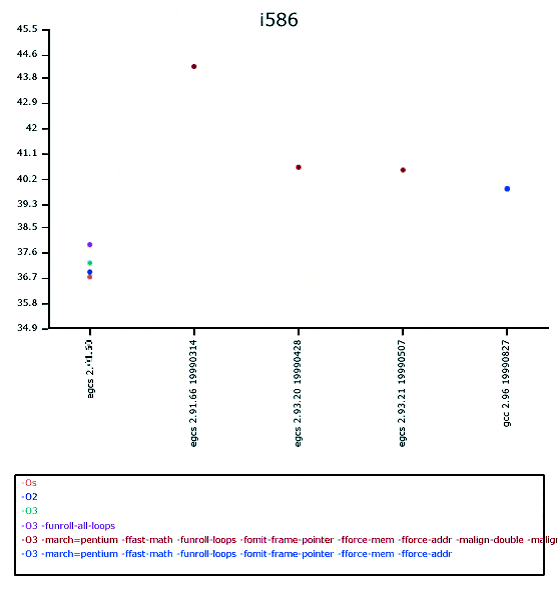 i586
45.5
44.6
43.8
42.9
42
41.1
40.2
39.3
38.5
37.6
36.7
35.8
34.9
egcs
egcs 2.91.66 19990314
egcs 2.93.20 19990428
egcs 2.93.21 19990507
gcc 2.96 19990827
-Os
-O2
-O3
-O3 -funroll-all-loops
-O3 -march=pentium -ffast-math -funroll-loops -fomit-frame-pointer -fforce-mem -fforce-addr -malign-double -malig
-O3 -march=pentium -ffast-math -funroll-loops -fomit-frame-pointer -fforce-mem -fforce-addr